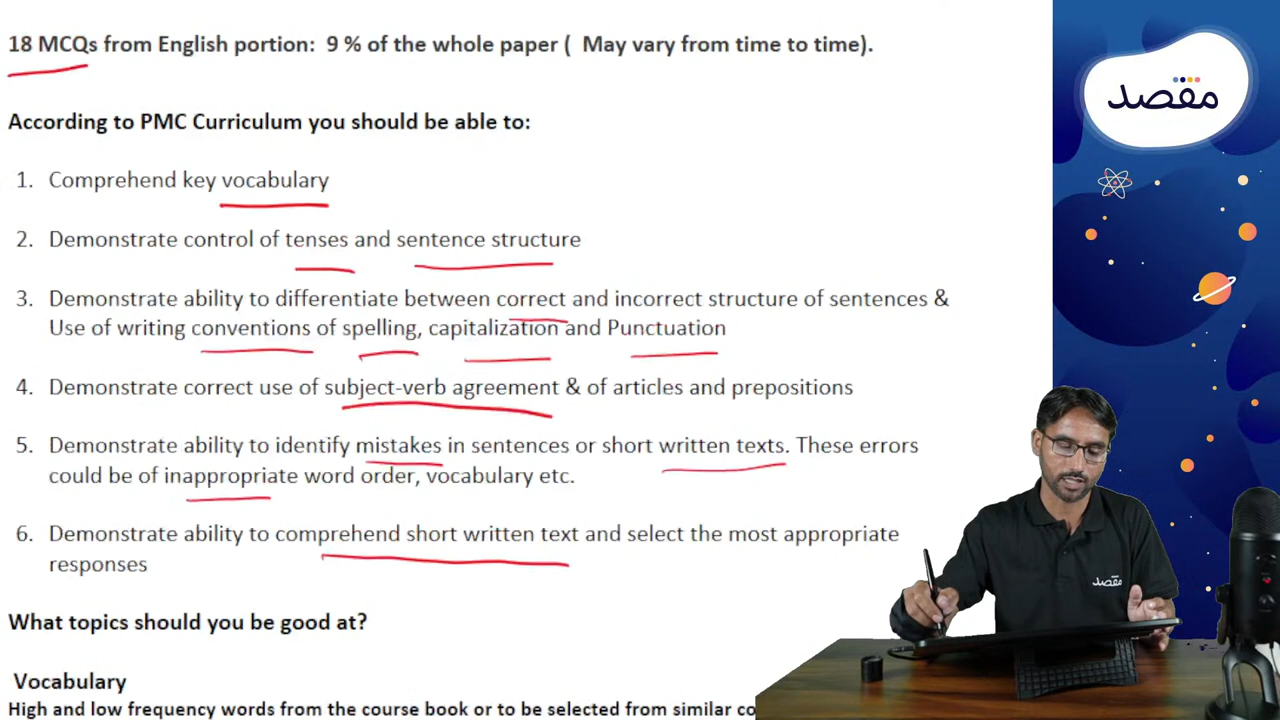 18 MCQs from English portion: 9 % of the whole paper ( May vary from time to time).
According to PMC Curriculum you should be able to:
1. Comprehend key vocabulary
2. Demonstrate control of tenses and sentence structure
3. Demonstrate ability to differentiate between correct and incorrect structure of sentences &
Use of writing conventions of spelling, capitalization and Punctuation
4. Demonstrate correct use of subject-verb agreement & of articles and prepositions
5. Demonstrate ability to identify mistakes in sentences or short written texts. These errors
could be of inappropriate word order, vocabulary etc.
6. Demonstrate ability to comprehend short written text and select the most appropriate
responses
What topics should you be good at?
Vocabulary
High and low frequency words from the course book or to be selected from similar
مقصد
مقصد